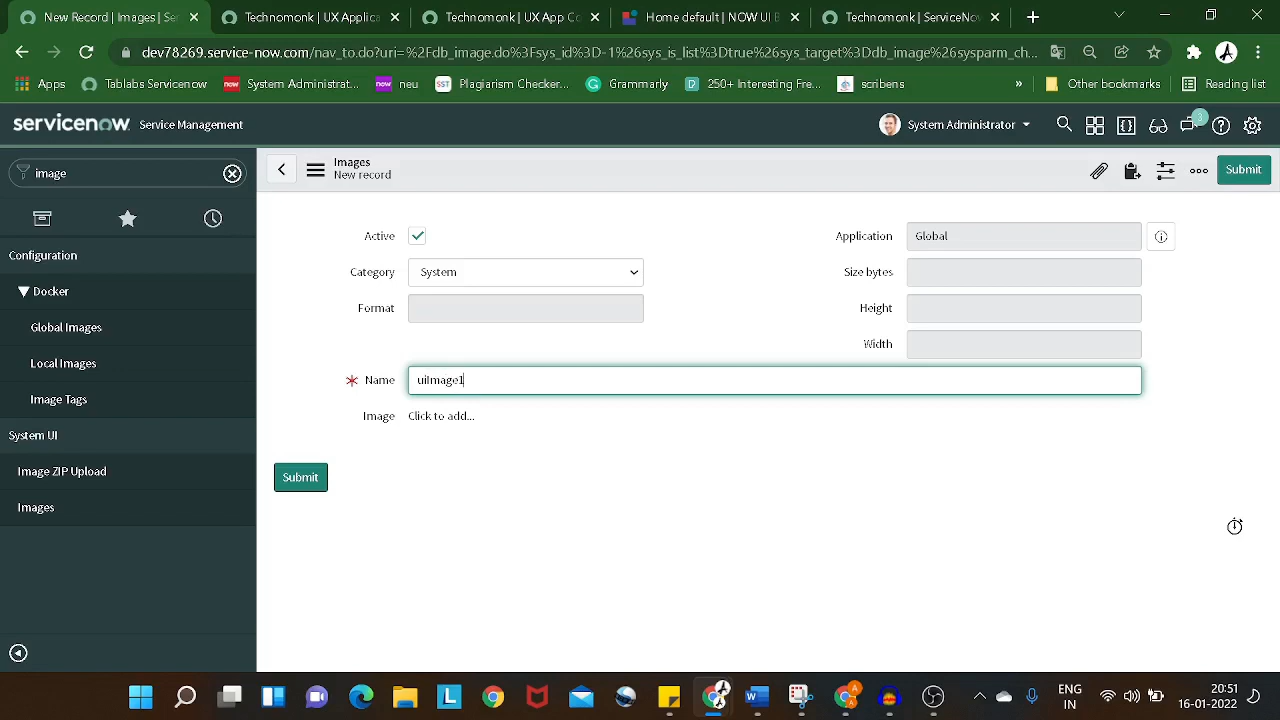 New Record | Images | Se
Technomonk | UX Applica
Technomonk | UX App Co
Home default | NOW UI B
Technomonk | ServiceNo
dev78269.service-now.com/nav_to.do?uri=%2Fdb_image.do%3Fsys_id%3D-1%26sys_is_list%3Dtrue%26sys_target%3Ddb_image%26sysparm_ch...
Apps
Tablab Servicenow
now
System Administrat...
now
neu
SST
Plagiarism Checker...
Grammarly
250+ Interesting Fre...
scribens
»
Other bookmarks
Reading list
servicenow
Service Management
System Administrator
3
image
Images
New record
Submit
Configuration
Docker
Global Images
Local Images
Image Tags
System UI
Image ZIP Upload
Images
Active
Application
Global
Category
System
Size bytes
Format
Height
Width
Name
uiImage1
Image
Click to add...
Submit
ENG
IN
20:51
16-01-2022